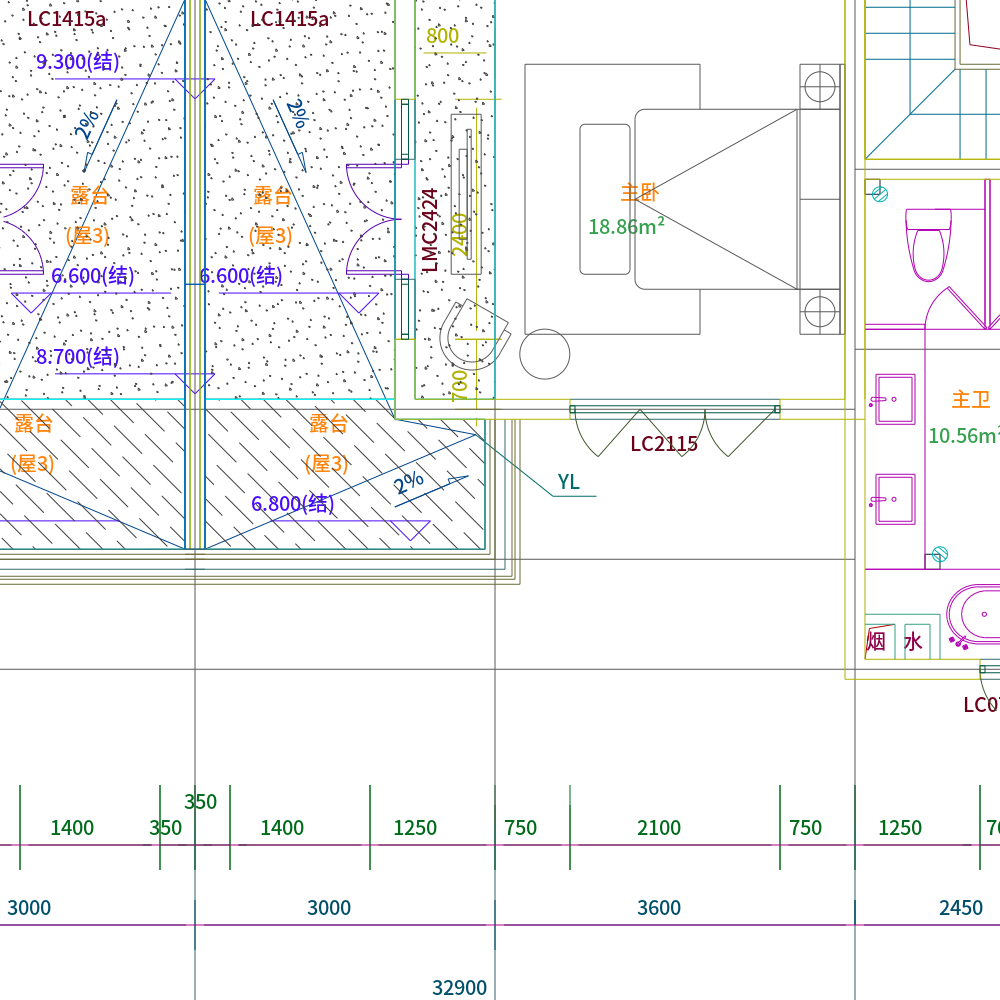 LC1415a
LC1415a
9.300(结)
800
2%
2%
露台
(屋3)
露台
(屋3)
主卧
18.86m²
LMC2424
2400
6.600(结)
6.600(结)
8.700(结)
700
主卫
10.56m²
露台
(屋3)
露台
(屋3)
LC2115
2%
YL
6.800(结)
烟
水
350
1400
350
1400
1250
750
2100
750
1250
3000
3000
3600
2450
32900